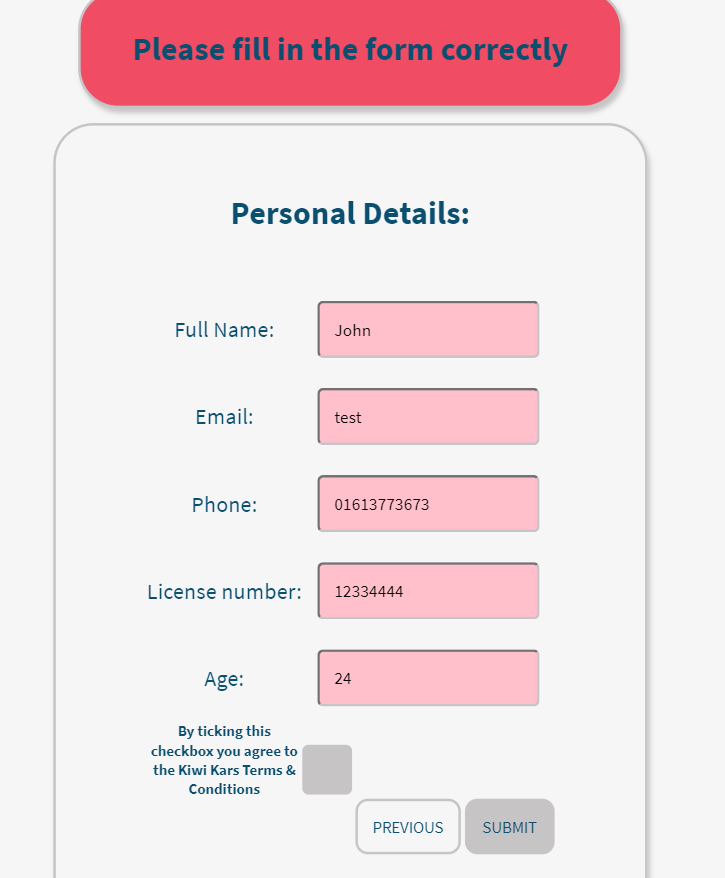 Please fill in the form correctly
Personal Details:
Full Name: John
Email: test
Phone: 01613773673
License number: 12334444
Age: 24
By ticking this
checkbox you agree to
the Kiwi Kars Terms &
Conditions
PREVIOUS SUBMIT